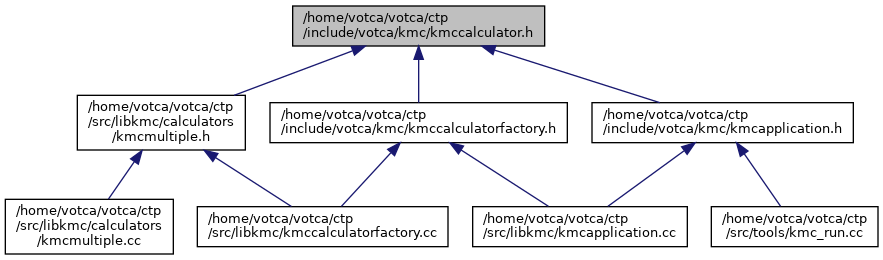 /home/votca/votca/ctp
/include/votca/kmc/kmccalculator.h
/home/votca/votca/ctp
/src/libkmc/calculators
/kmcmultiple.h
/home/votca/votca/ctp
/include/votca/kmc/kmccalculatorfactory.h
/home/votca/votca/ctp
/include/votca/kmc/kmcapplication.h
/home/votca/votca/ctp
/src/libkmc/calculators
/kmcmultiple.cc
/home/votca/votca/ctp
/src/libkmc/kmccalculatorfactory.cc
/home/votca/votca/ctp
/src/libkmc/kmcapplication.cc
/home/votca/votca/ctp
/src/tools/kmc_run.cc